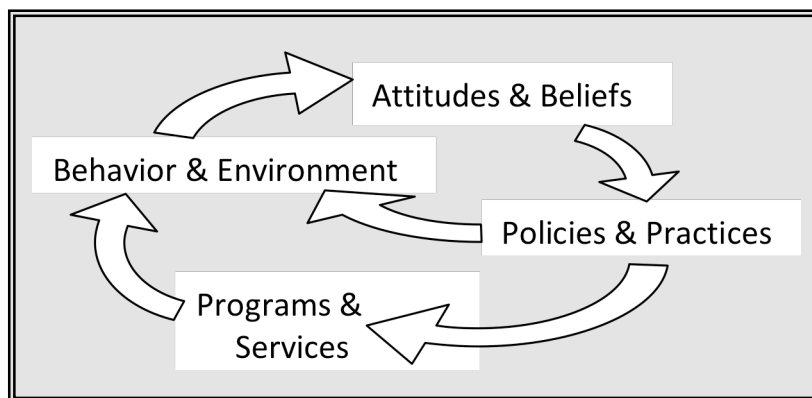 Attitudes & Beliefs
Behavior & Environment
Policies & Practices
Programs &
Services